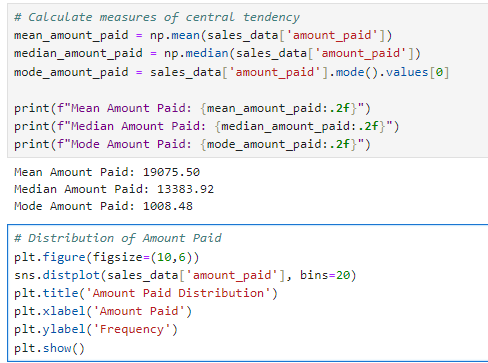 # Calculate measures of central tendency
mean_amount_paid = np.mean(sales_data['amount_paid'])
median_amount_paid = np.median(sales_data['amount_paid'])
mode_amount_paid = sales_data['amount_paid'].mode().values[0]
print(f"Mean Amount Paid: {mean_amount_paid:.2f}")
print(f"Median Amount Paid: {median_amount_paid:.2f}")
print(f"Mode Amount Paid: {mode_amount_paid:.2f}")
Mean Amount Paid: 19075.50
Median Amount Paid: 13383.92
Mode Amount Paid: 1008.48
# Distribution of Amount Paid
plt.figure(figsize=(10,6))
sns.distplot(sales_data['amount_paid'], bins=20)
plt.title('Amount Paid Distribution')
plt.xlabel('Amount Paid')
plt.ylabel('Frequency')
plt.show()